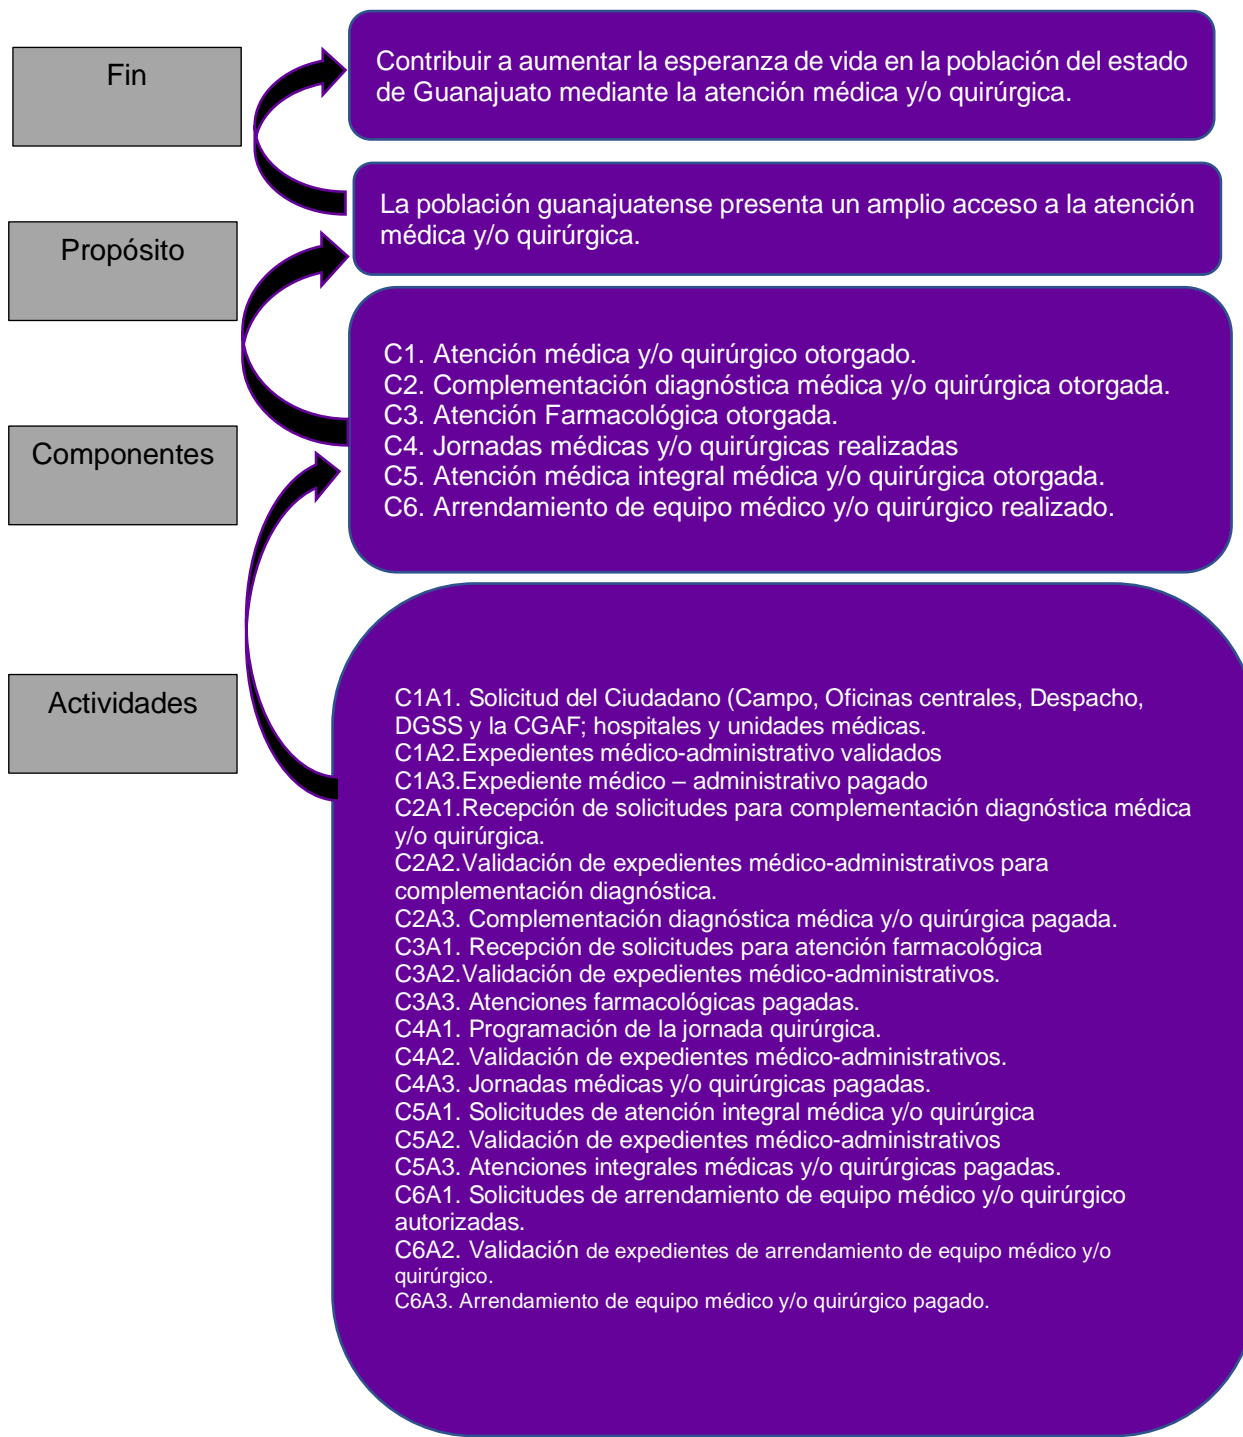 Fin
Contribuir a aumentar la esperanza de vida en la población del estado
de Guanajuato mediante la atención médica y/o quirúrgica.
Propósito
La población guanajuatense presenta un amplio acceso a la atención
médica y/o quirúrgica.
Componentes
C1. Atención médica y/o quirúrgico otorgado.
C2. Complementación diagnóstica médica y/o quirúrgica otorgada.
C3. Atención Farmacológica otorgada.
C4. Jornadas médicas y/o quirúrgicas realizadas
C5. Atención médica integral médica y/o quirúrgica otorgada.
C6. Arrendamiento de equipo médico y/o quirúrgico realizado.
Actividades
C1A1. Solicitud del Ciudadano (Campo, Oficinas centrales, Despacho,
DGSS y la CGAF; hospitales y unidades médicas.
C1A2.Expedientes médico-administrativo validados
C1A3.Expediente médico – administrativo pagado
C2A1.Recepción de solicitudes para complementación diagnóstica médica
y/o quirúrgica.
C2A2.Validación de expedientes médico-administrativos para
complementación diagnóstica.
C2A3. Complementación diagnóstica médica y/o quirúrgica pagada.
C3A1. Recepción de solicitudes para atención farmacológica
C3A2.Validación de expedientes médico-administrativos.
C3A3. Atenciones farmacológicas pagadas.
C4A1. Programación de la jornada quirúrgica.
C4A2. Validación de expedientes médico-administrativos.
C4A3. Jornadas médicas y/o quirúrgicas pagadas.
C5A1. Solicitudes de atención integral médica y/o quirúrgica
C5A2. Validación de expedientes médico-administrativos
C5A3. Atenciones integrales médicas y/o quirúrgicas pagadas.
C6A1. Solicitudes de arrendamiento de equipo médico y/o quirúrgico
autorizadas.
C6A2. Validación de expedientes de arrendamiento de equipo médico y/o
quirúrgico.
C6A3. Arrendamiento de equipo médico y/o quirúrgico pagado.